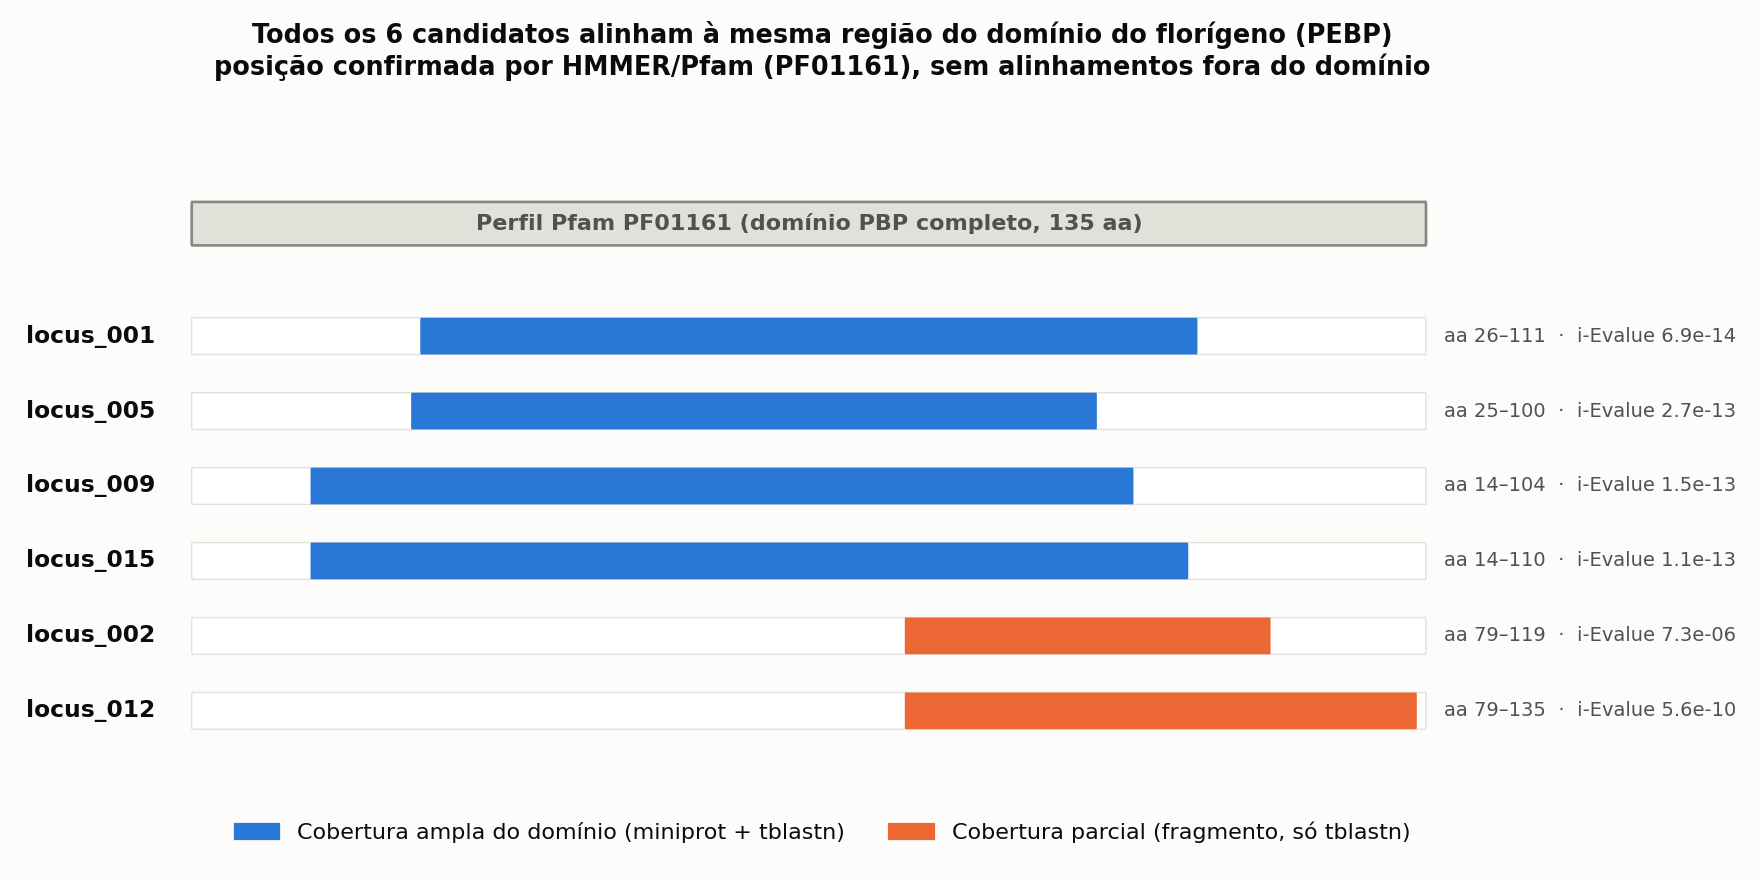 Todos os 6 candidatos alinham à mesma região do domínio do florígeno (PEBP)
posição confirmada por HMMER/Pfam (PF01161), sem alinhamentos fora do domínio
Perfil Pfam PF01161 (domínio PBP completo, 135 aa)
locus_001 aa 26–111 · i-Evalue 6.9e-14
locus_005 aa 25–100 · i-Evalue 2.7e-13
locus_009 aa 14–104 · i-Evalue 1.5e-13
locus_015 aa 14–110 · i-Evalue 1.1e-13
locus_002 aa 79–119 · i-Evalue 7.3e-06
locus_012 aa 79–135 · i-Evalue 5.6e-10
Cobertura ampla do domínio (miniprot + tblastn) Cobertura parcial (fragmento, só tblastn)